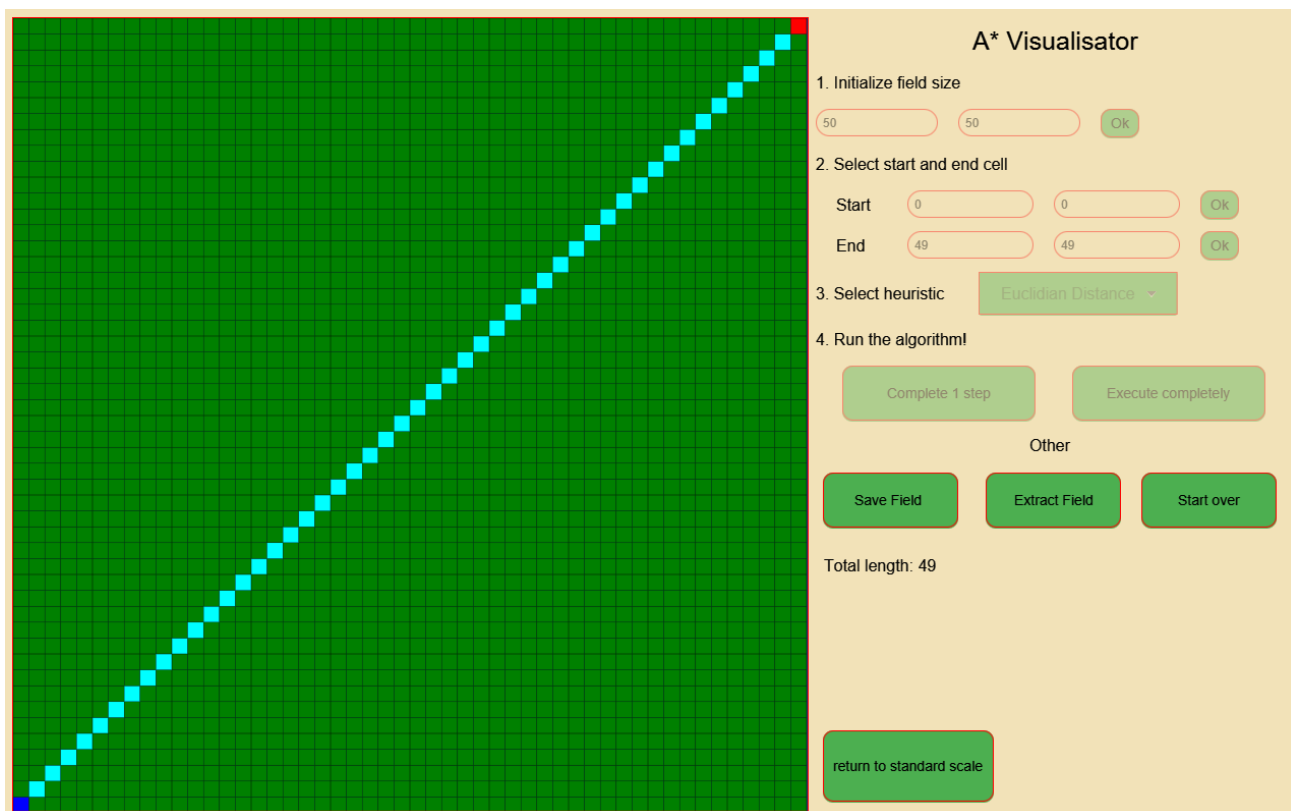 A* Visualisator
1. Initialize field size
50 50 Ok
2. Select start and end cell
Start 0 0 Ok
End 49 49 Ok
3. Select heuristic Euclidian Distance
4. Run the algorithm!
Complete 1 step Execute completely
Other
Save Field Extract Field Start over
Total length: 49
return to standard scale